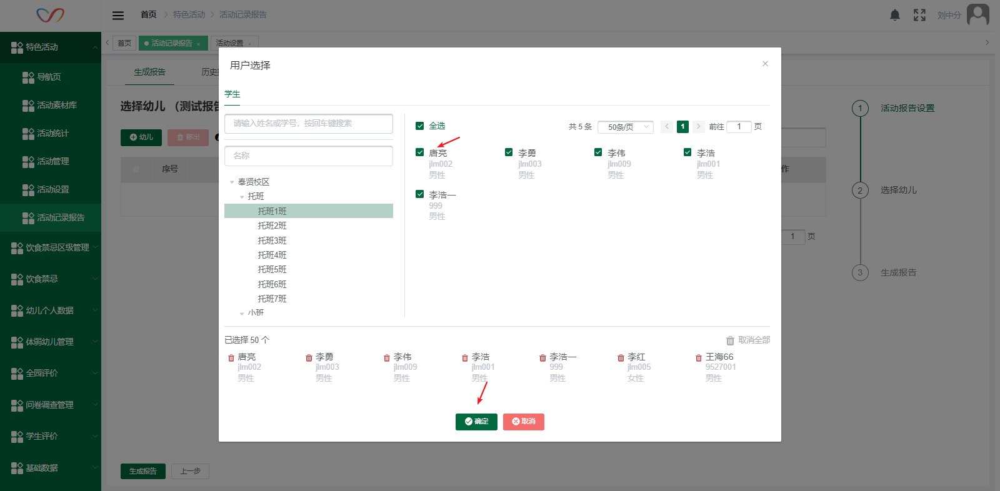 首页 特色活动 活动记录报告
刘中分
首页 活动记录报告 × 活动设置 ×
特色活动
导航页
活动素材库
活动统计
活动管理
活动设置
活动记录报告
饮食禁忌区级管理
饮食禁忌
幼儿个人数据
体弱幼儿管理
全园评价
问卷调查管理
学生评价
基础数据
生成报告
选择幼儿 （测试报告
幼儿 移出
序号
作
1 页
生成报告 上一步
1 活动报告设置
2 选择幼儿
3 生成报告
用户选择
学生
请输入姓名或学号，按回车键搜索
名称
奉贤校区
托班
托班1班
托班2班
托班3班
托班4班
托班5班
托班6班
托班7班
小班
全选 共 5 条 50条/页 1 前往 1 页
唐亮 李勇 李伟 李浩
jlm002 jlm003 jlm009 jlm001
男性 男性 男性 男性
李浩一
999
男性
已选择 50 个 取消全部
唐亮 李勇 李伟 李浩 李浩一 李红 王海66
jlm002 jlm003 jlm009 jlm001 999 jlm005 9527001
男性 男性 男性 男性 男性 女性 男性
确定 取消